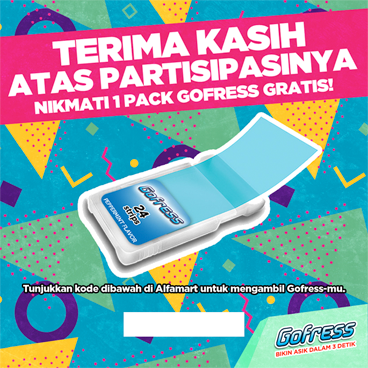 TERIMA KASIH
ATAS PARTISIPASINYA
NIKMATI 1 PACK GOFRESS GRATIS!
Gofress
24
strips
PEPPERMINT FLAVOR
Tunjukkan kode dibawah di Alfamart untuk mengambil Gofress-mu.
Gofress
BIKIN ASIK DALAM 3 DETIK